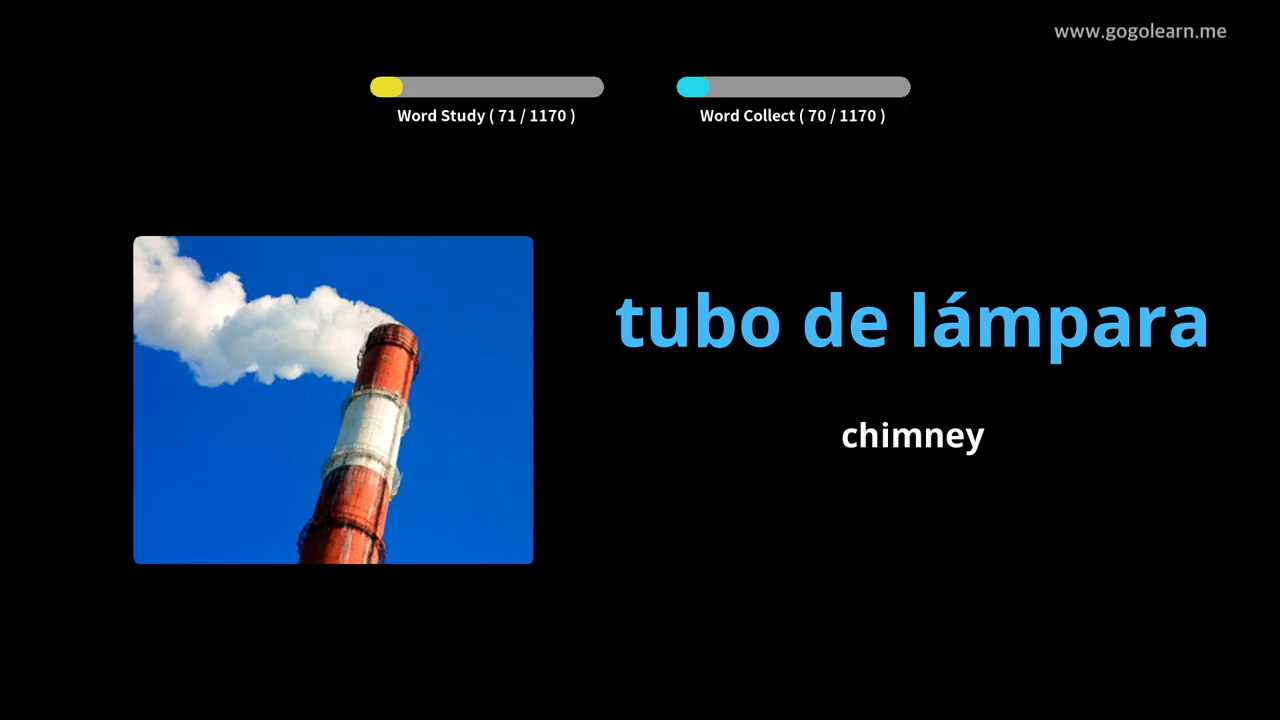 www.gogolearn.me
Word Study ( 71 / 1170 )
Word Collect ( 70 / 1170 )
tubo de lámpara
chimney